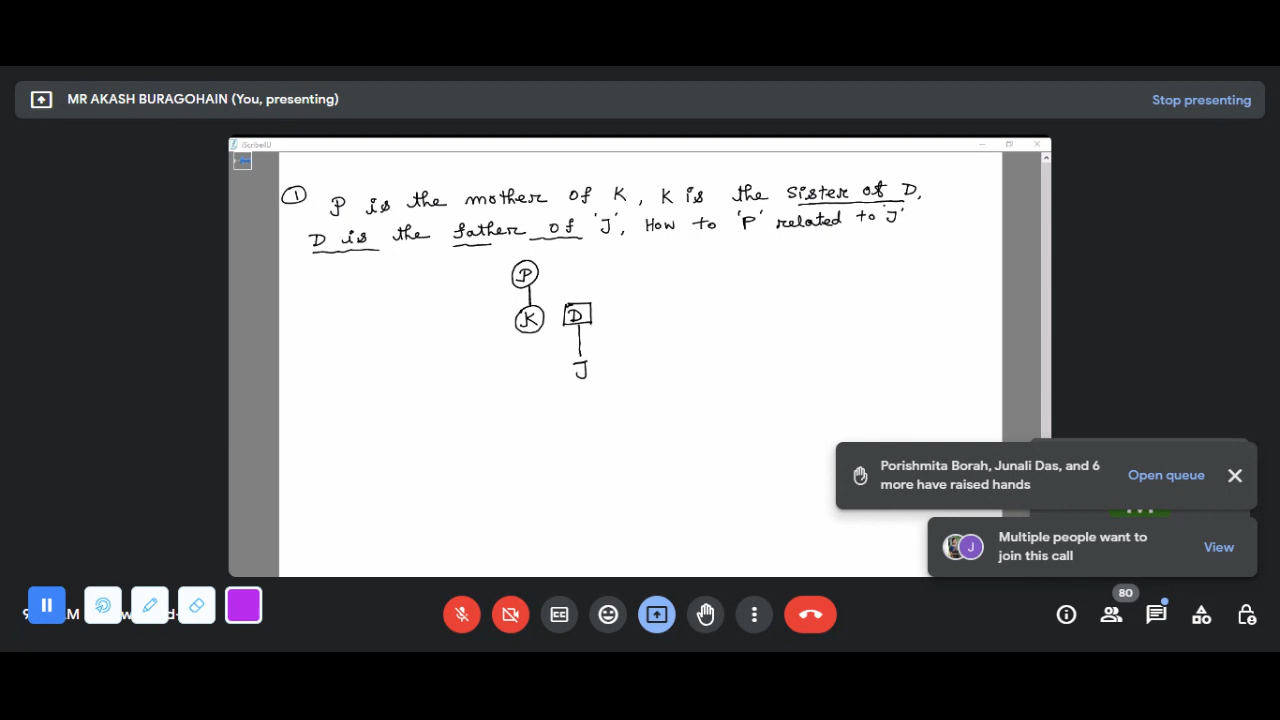 MR AKASH BURAGOHAIN (You, presenting)
Stop presenting
① P is the mother of K, K is the sister of D,
D is the father of 'J', How to 'P' related to 'J'
P
K D
J
Porishmita Borah, Junali Das, and 6
more have raised hands
Open queue
Multiple people want to
join this call
View
J
80